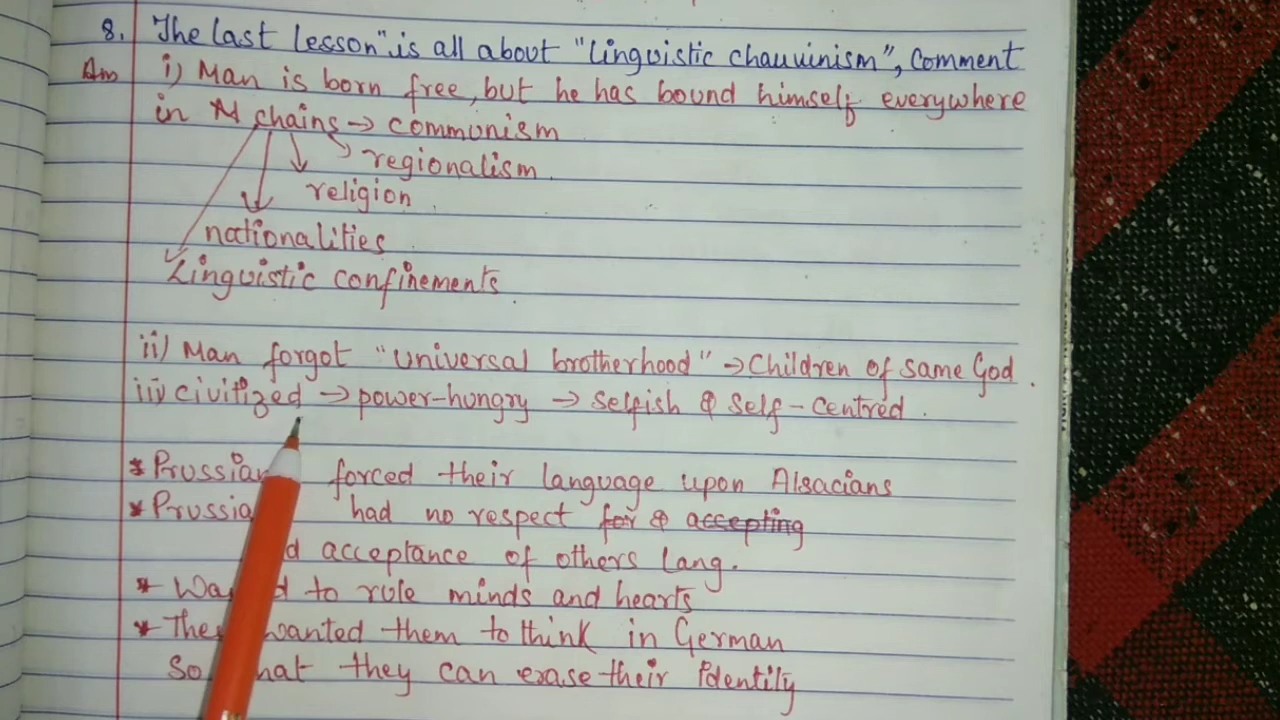 8. "The last lesson" is all about "linguistic chauvinism", Comment
Ans i) Man is born free, but he has bound himself everywhere
in chains → communism
→ regionalism
→ religion
nationalities
Linguistic confinements
ii) Man forgot "universal brotherhood" → Children of same God.
iii) civilized → power-hungry → Selfish & Self-Centred.
* Prussian forced their language upon Alsacians
* Prussia had no respect for & accepting
acceptance of others lang.
* to rule minds and hearts
* wanted them to think in German
they can erase their identity